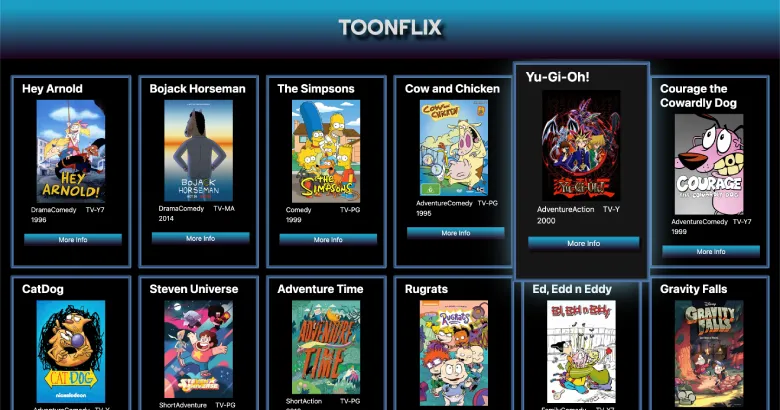 TOONFLIX
Hey Arnold
HEY
ARNOLD!
DramaComedy TV-Y7
1996
More Info
Bojack Horseman
BOJACK
HORSEMAN
DramaComedy TV-MA
2014
More Info
The Simpsons
THE
SIMPSONS
Comedy TV-PG
1999
More Info
Cow and Chicken
COW AND
CHICKEN
AdventureComedy TV-PG
1995
More Info
Yu-Gi-Oh!
YU-GI-OH!
AdventureAction TV-Y
2000
More Info
Courage the
Cowardly Dog
COURAGE
THE COWARDLY DOG
AdventureComedy TV-Y7
1999
More Info
CatDog
CATDOG
nickelodeon
AdventureComedy TV-Y
Steven Universe
STEVEN
UNIVERSE
ShortAdventure TV-PG
Adventure Time
ADVENTURE
TIME
ShortAction TV-PG
Rugrats
RUGRATS
Ed, Edd n Eddy
Ed, Edd n Eddy
FamilyComedy TV-Y7
Gravity Falls
Disney
GRAVITY
FALLS